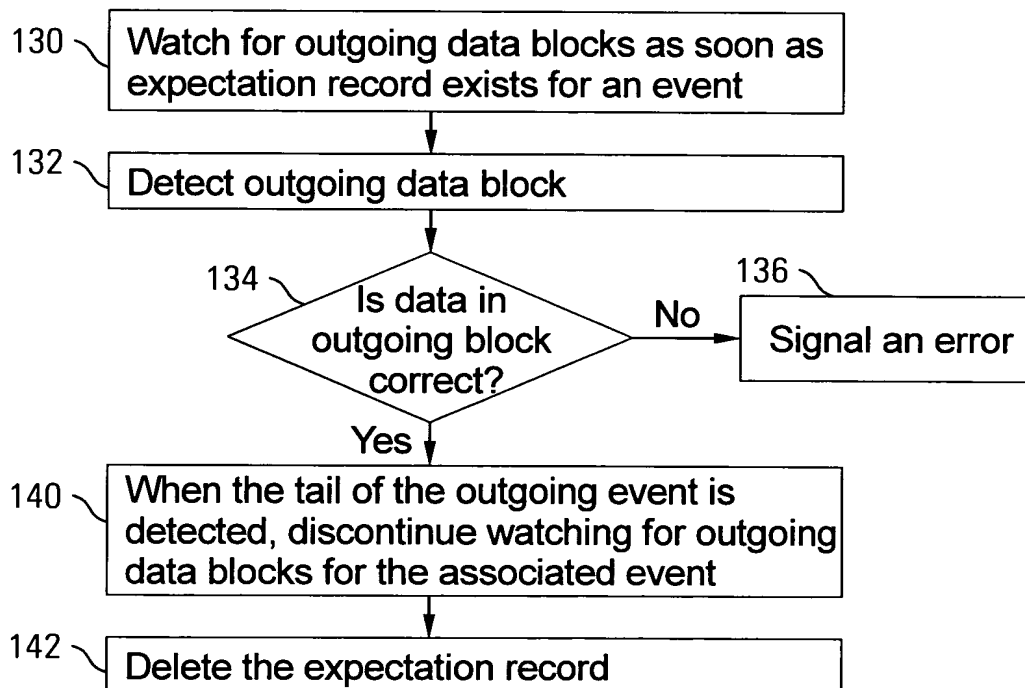 130
Watch for outgoing data blocks as soon as
expectation record exists for an event
132
Detect outgoing data block
134
Is data in
outgoing block
correct?
No
136
Signal an error
Yes
140
When the tail of the outgoing event is
detected, discontinue watching for outgoing
data blocks for the associated event
142
Delete the expectation record